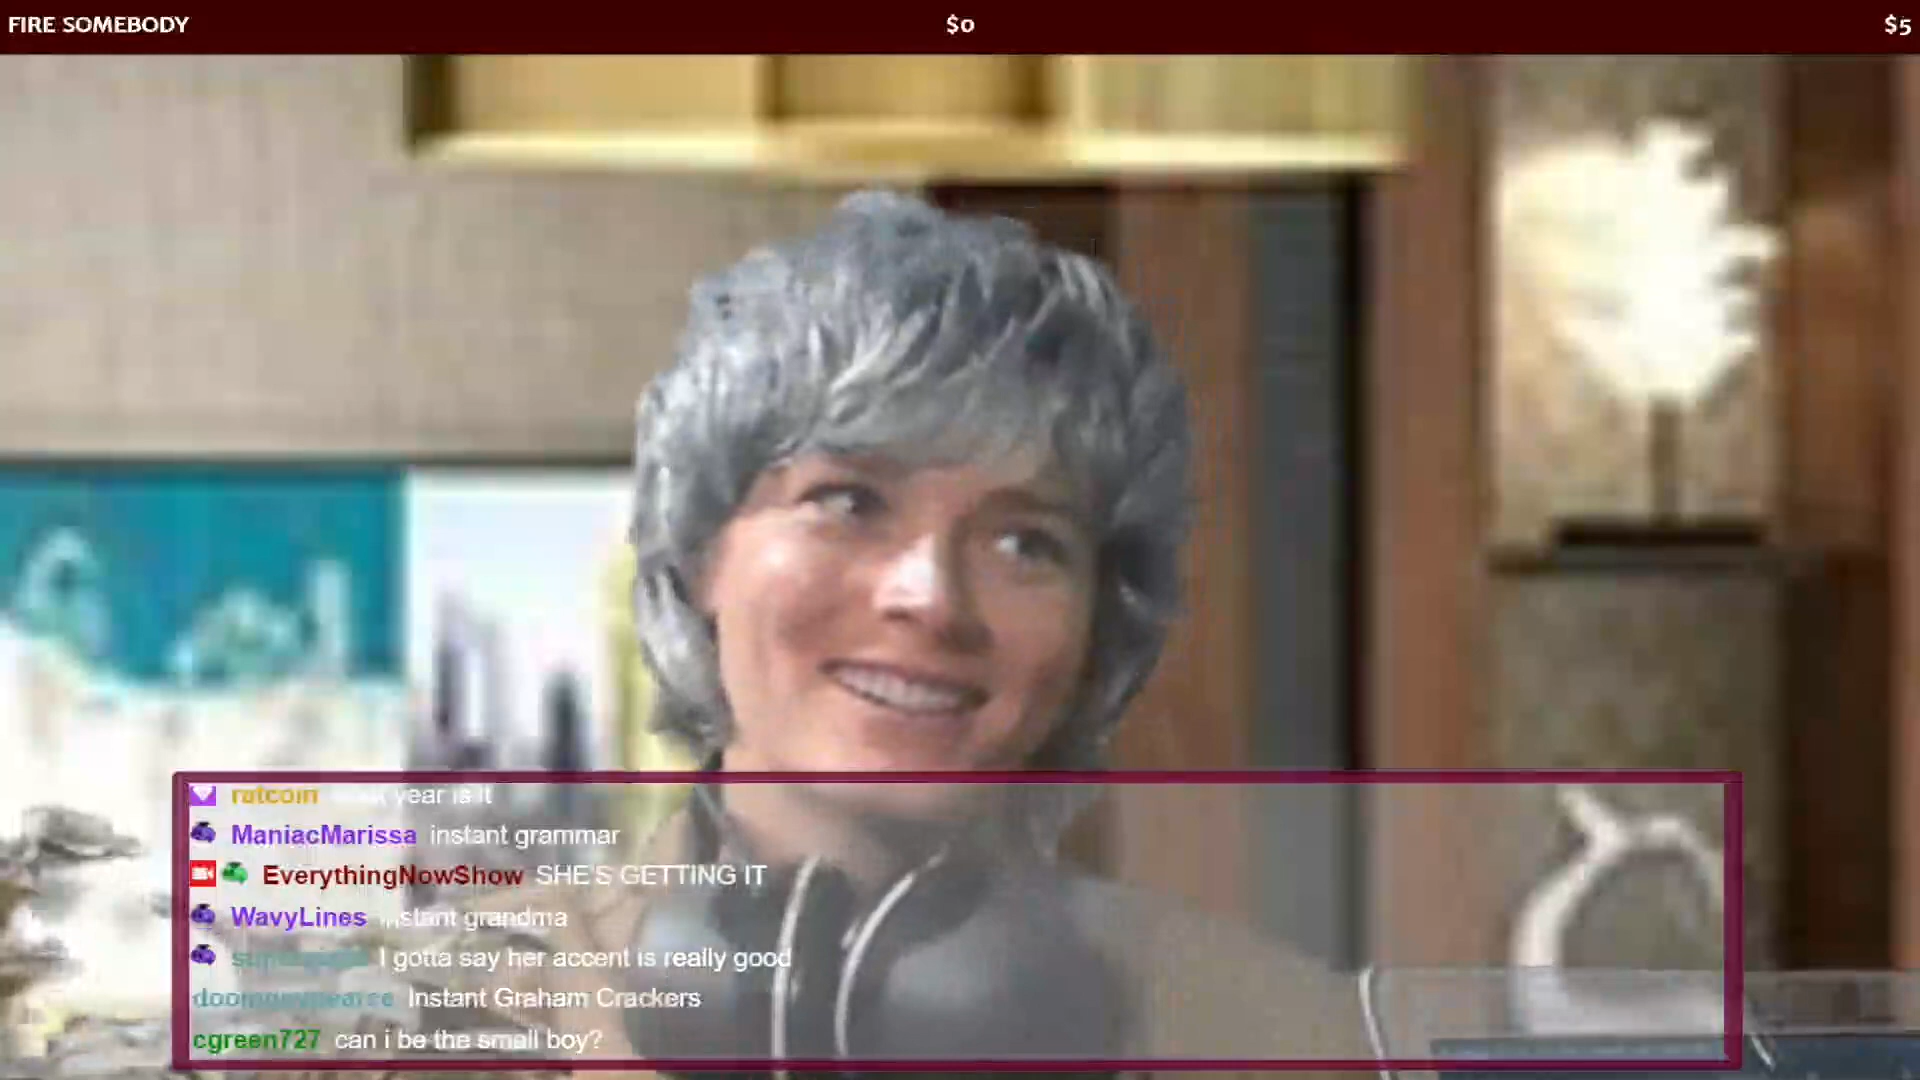 FIRE SOMEBODY $0 $5
ratcoin year is it
ManiacMarissa instant grammar
EverythingNowShow SHE'S GETTING IT
WavyLines instant grandma
I gotta say her accent is really good
Instant Graham Crackers
cgreen727 can i be the small boy?